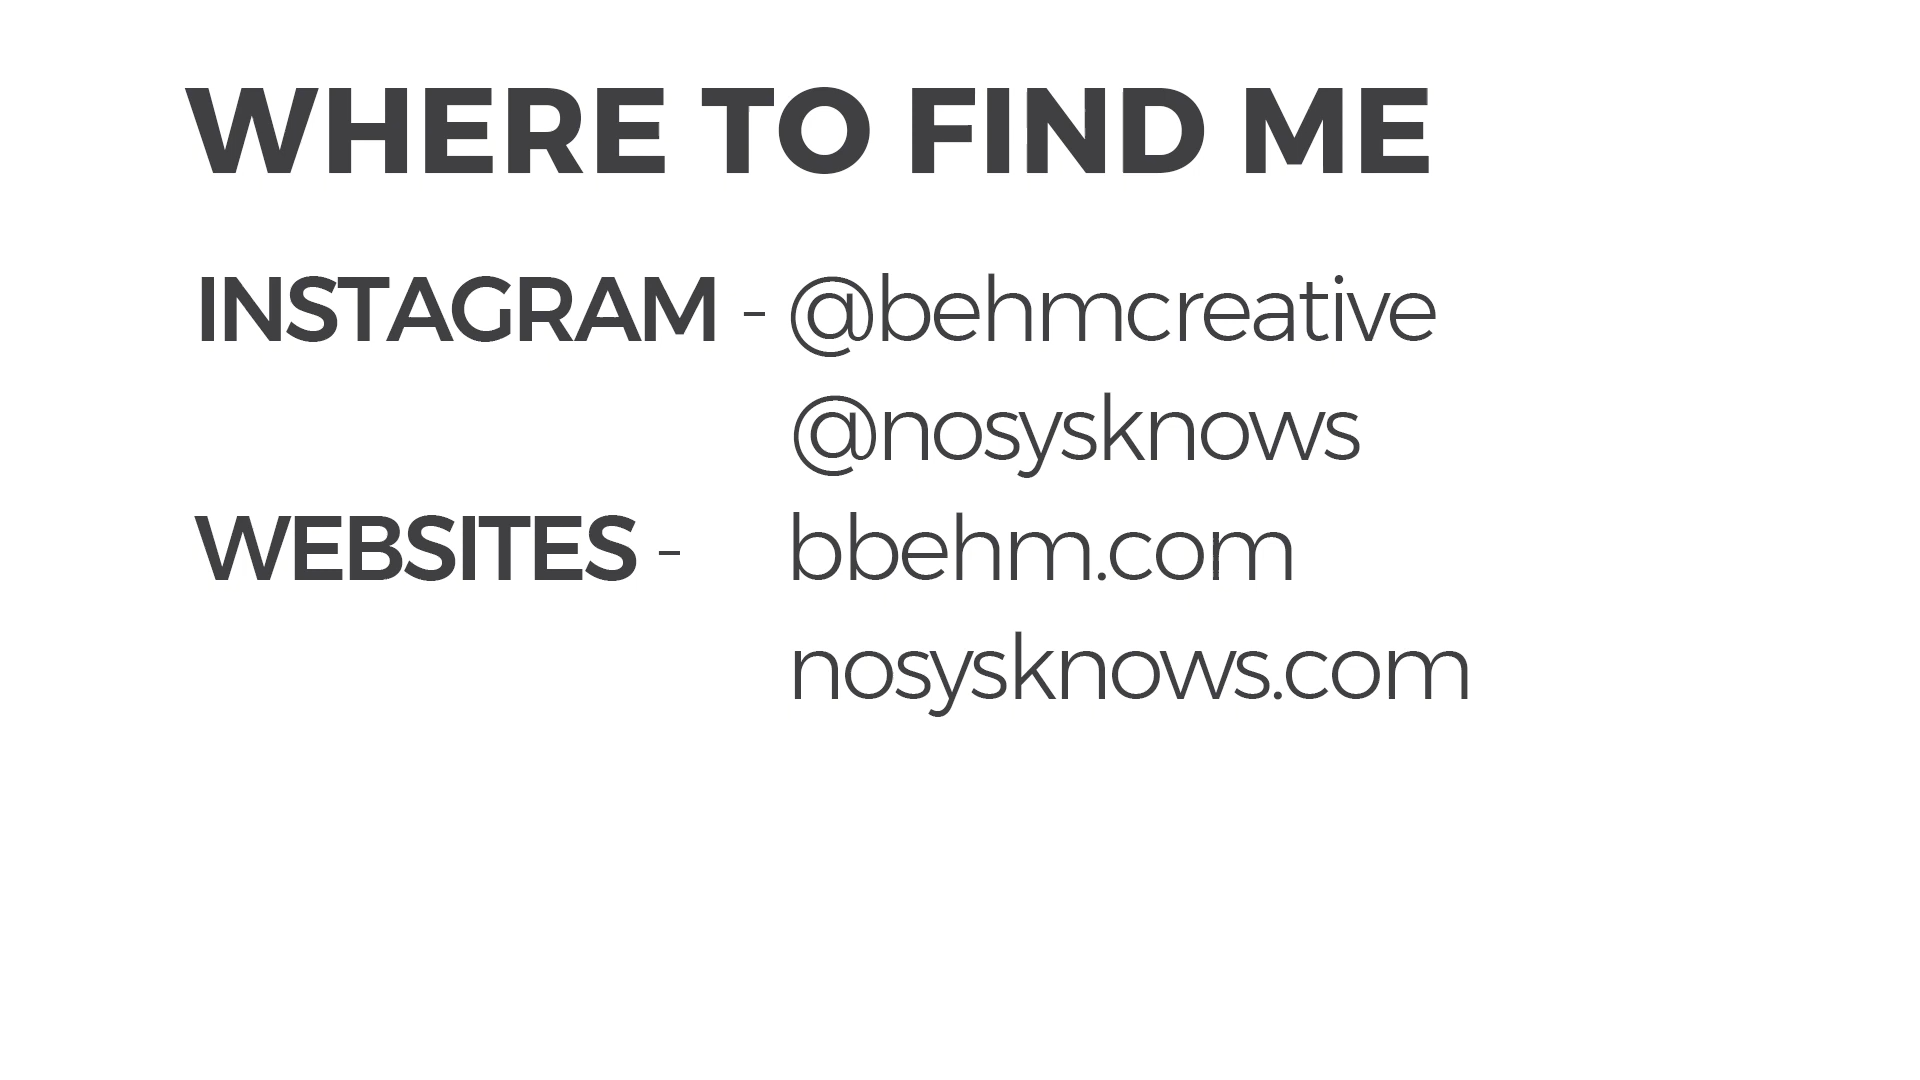 WHERE TO FIND ME
INSTAGRAM - @behmcreative
@nosysknows
WEBSITES - bbehm.com
nosysknows.com